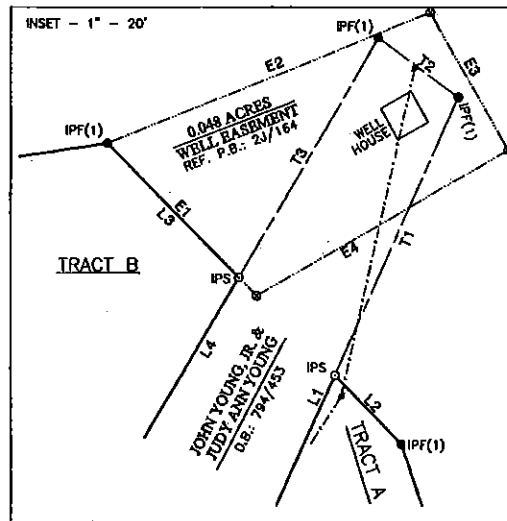 INSET - 1" - 20'
IPF(1)
E2
T2
E3
0.048 ACRES
WELL EASEMENT
REF. P.B.: 2J/164
IPF(1)
WELL
HOUSE
IPF(1)
T3
E1
L3
T1
E4
TRACT B
IPS
L4
JOHN YOUNG, JR. &
JUDY ANN YOUNG
D.B.: 794/453
IPS
L1
L2
IPF(1)
TRACT A